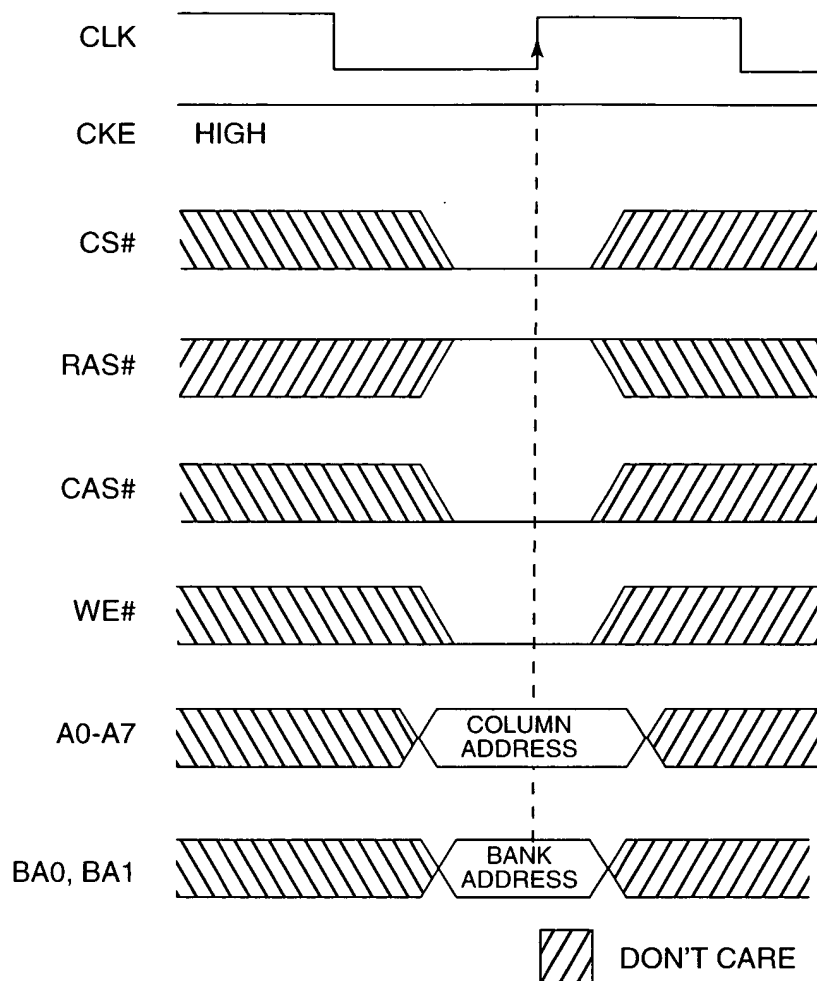 CLK
CKE HIGH
CS#
RAS#
CAS#
WE#
A0-A7 COLUMN
ADDRESS
BA0, BA1 BANK
ADDRESS
DON'T CARE